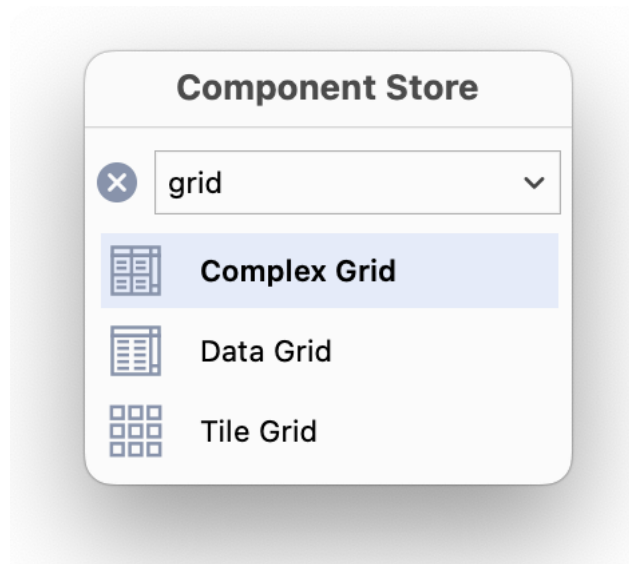 Component Store
grid
Complex Grid
Data Grid
Tile Grid